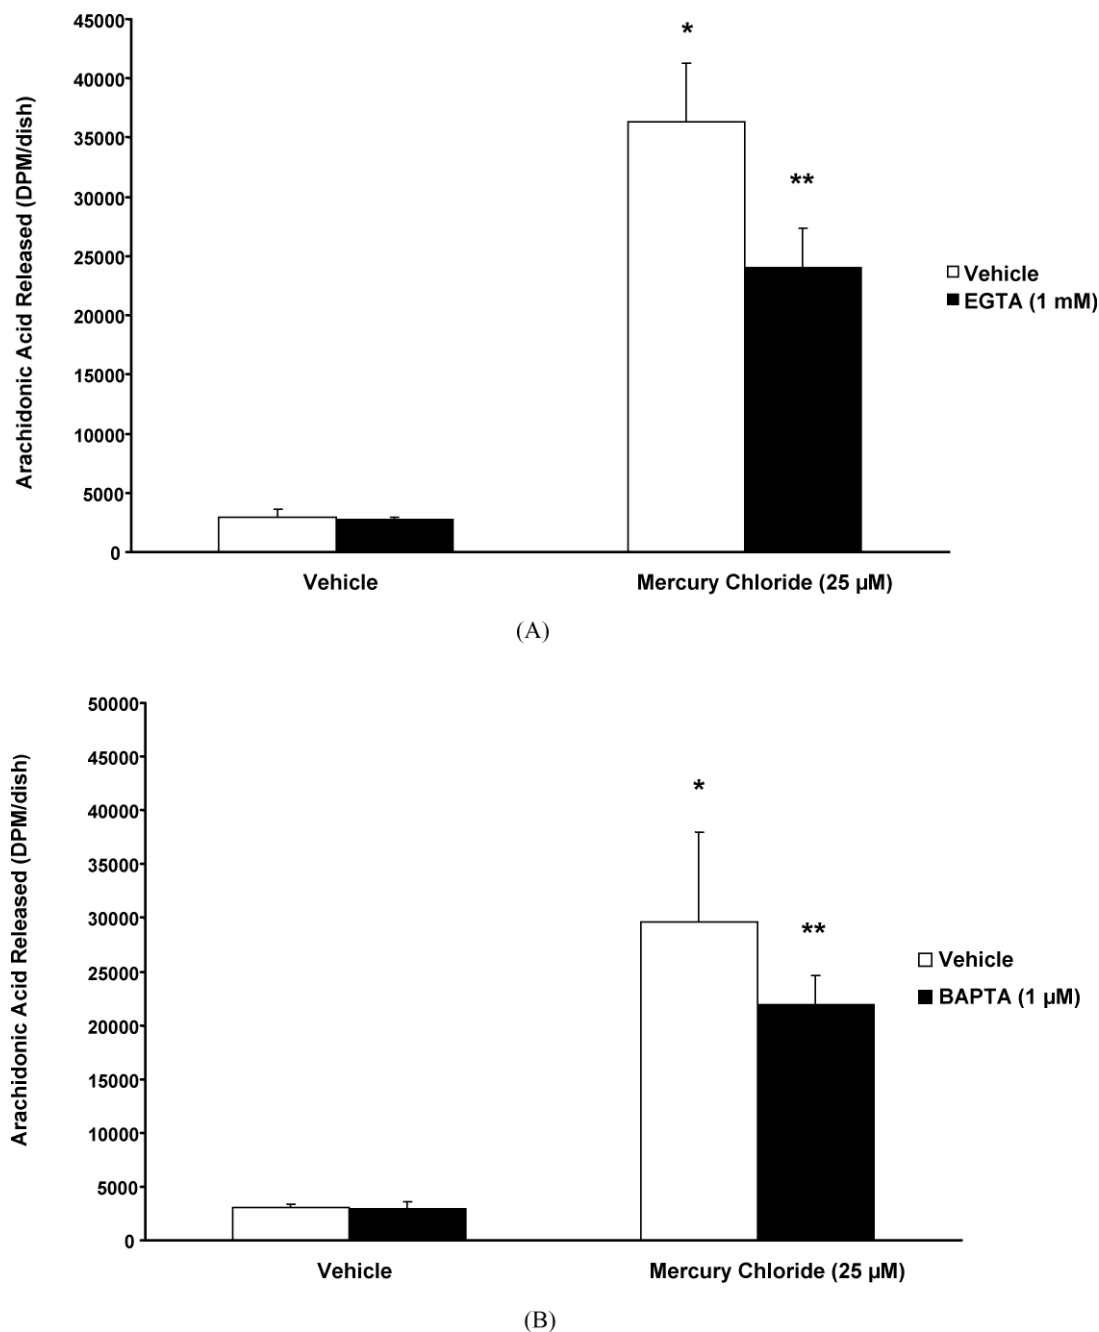 Arachidonic Acid Released (DPM/dish)
45000
40000
35000
30000
25000
20000
15000
10000
5000
0
*
**
Vehicle
EGTA (1 mM)
Vehicle
Mercury Chloride (25 µM)
(A)
Arachidonic Acid Released (DPM/dish)
50000
45000
40000
35000
30000
25000
20000
15000
10000
5000
0
*
**
Vehicle
BAPTA (1 µM)
Vehicle
Mercury Chloride (25 µM)
(B)